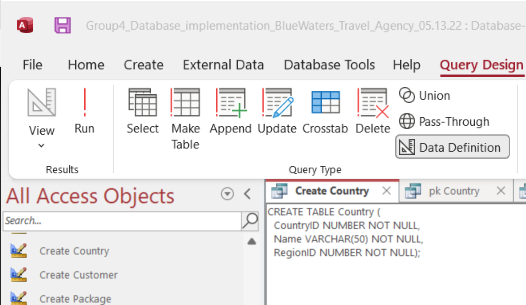 Group4_Database_implementation_BlueWaters_Travel_Agency_05.13.22 : Database-
File Home Create External Data Database Tools Help Query Design
View Run Select Make Table Append Update Crosstab Delete
Union
Pass-Through
Data Definition
Results Query Type
All Access Objects
Create Country pk Country
Search...
Create Country
Create Customer
Create Package
CREATE TABLE Country (
CountryID NUMBER NOT NULL,
Name VARCHAR(50) NOT NULL,
RegionID NUMBER NOT NULL);